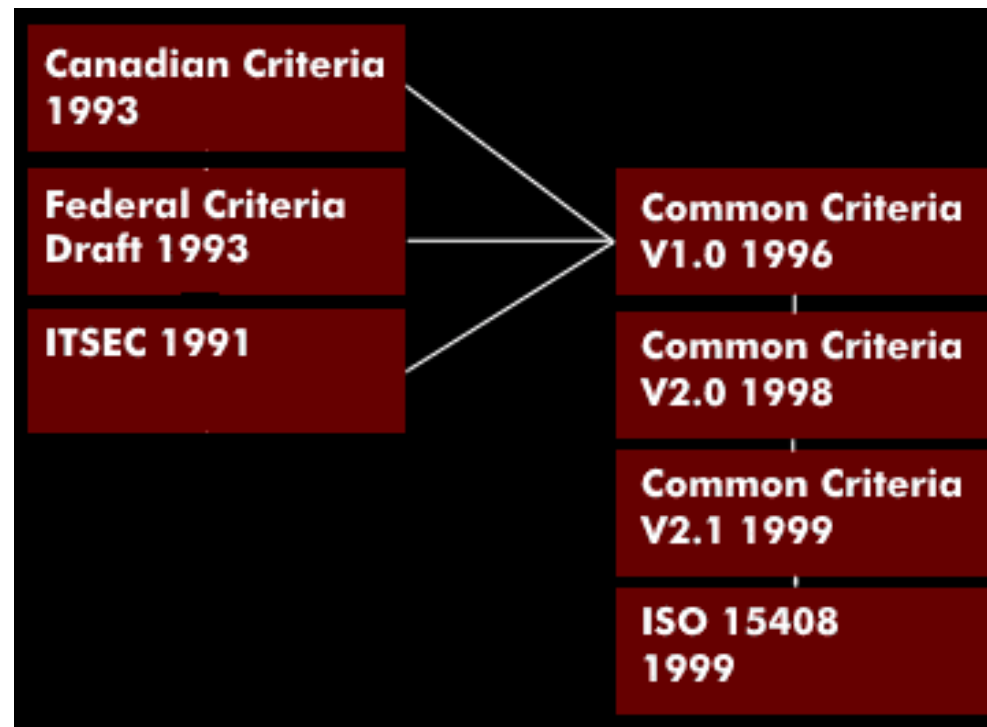 Canadian Criteria
1993
Federal Criteria
Draft 1993
ITSEC 1991
Common Criteria
V1.0 1996
Common Criteria
V2.0 1998
Common Criteria
V2.1 1999
ISO 15408
1999